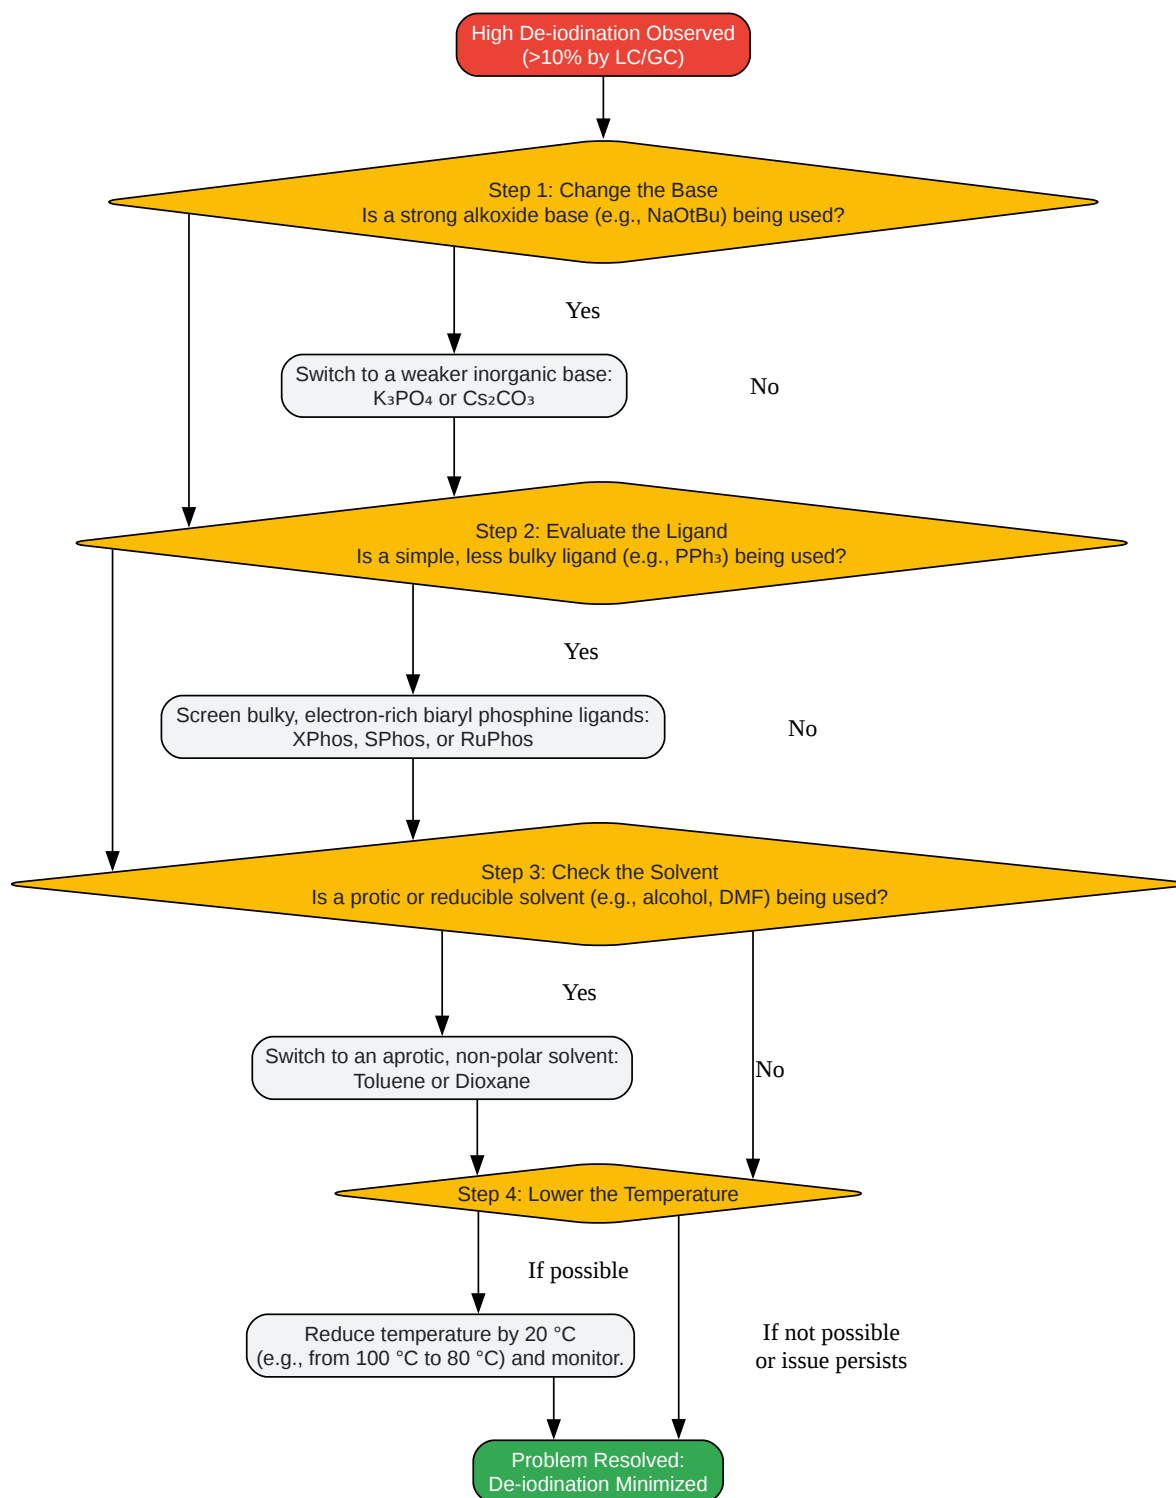 High De-iodination Observed
(>10% by LC/GC)
Step 1: Change the Base
Is a strong alkoxide base (e.g., NaOtBu) being used?
Yes
Switch to a weaker inorganic base:
K₃PO₄ or Cs₂CO₃
No
Step 2: Evaluate the Ligand
Is a simple, less bulky ligand (e.g., PPh₃) being used?
Yes
Screen bulky, electron-rich biaryl phosphine ligands:
XPhos, SPhos, or RuPhos
No
Step 3: Check the Solvent
Is a protic or reducible solvent (e.g., alcohol, DMF) being used?
Yes
Switch to an aprotic, non-polar solvent:
Toluene or Dioxane
No
Step 4: Lower the Temperature
If possible
Reduce temperature by 20 °C
(e.g., from 100 °C to 80 °C) and monitor.
If not possible
or issue persists
Problem Resolved:
De-iodination Minimized